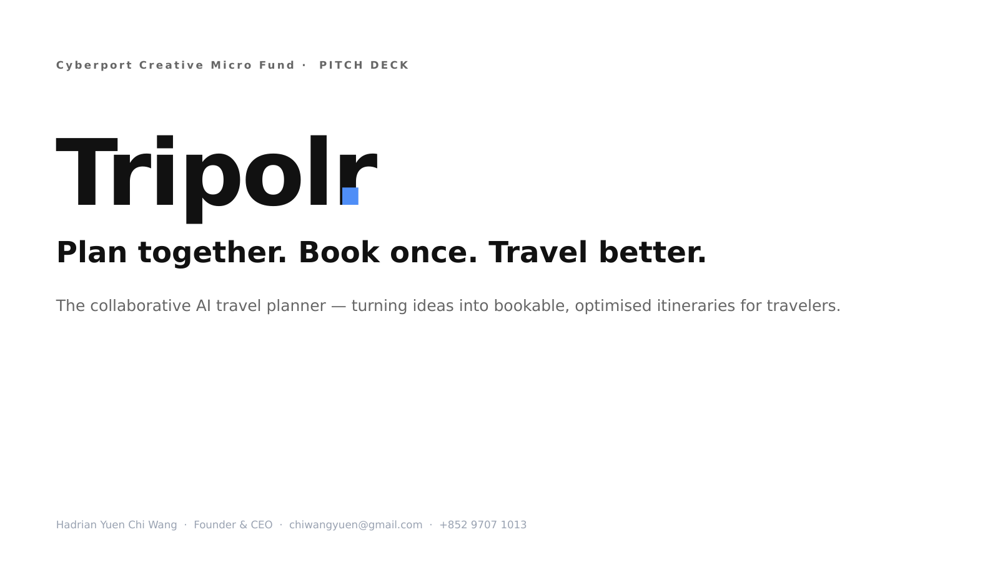 Cyberport Creative Micro Fund · PITCH DECK
Tripolr.
Plan together. Book once. Travel better.
The collaborative AI travel planner — turning ideas into bookable, optimised itineraries for travelers.
Hadrian Yuen Chi Wang · Founder & CEO · chiwangyuen@gmail.com · +852 9707 1013